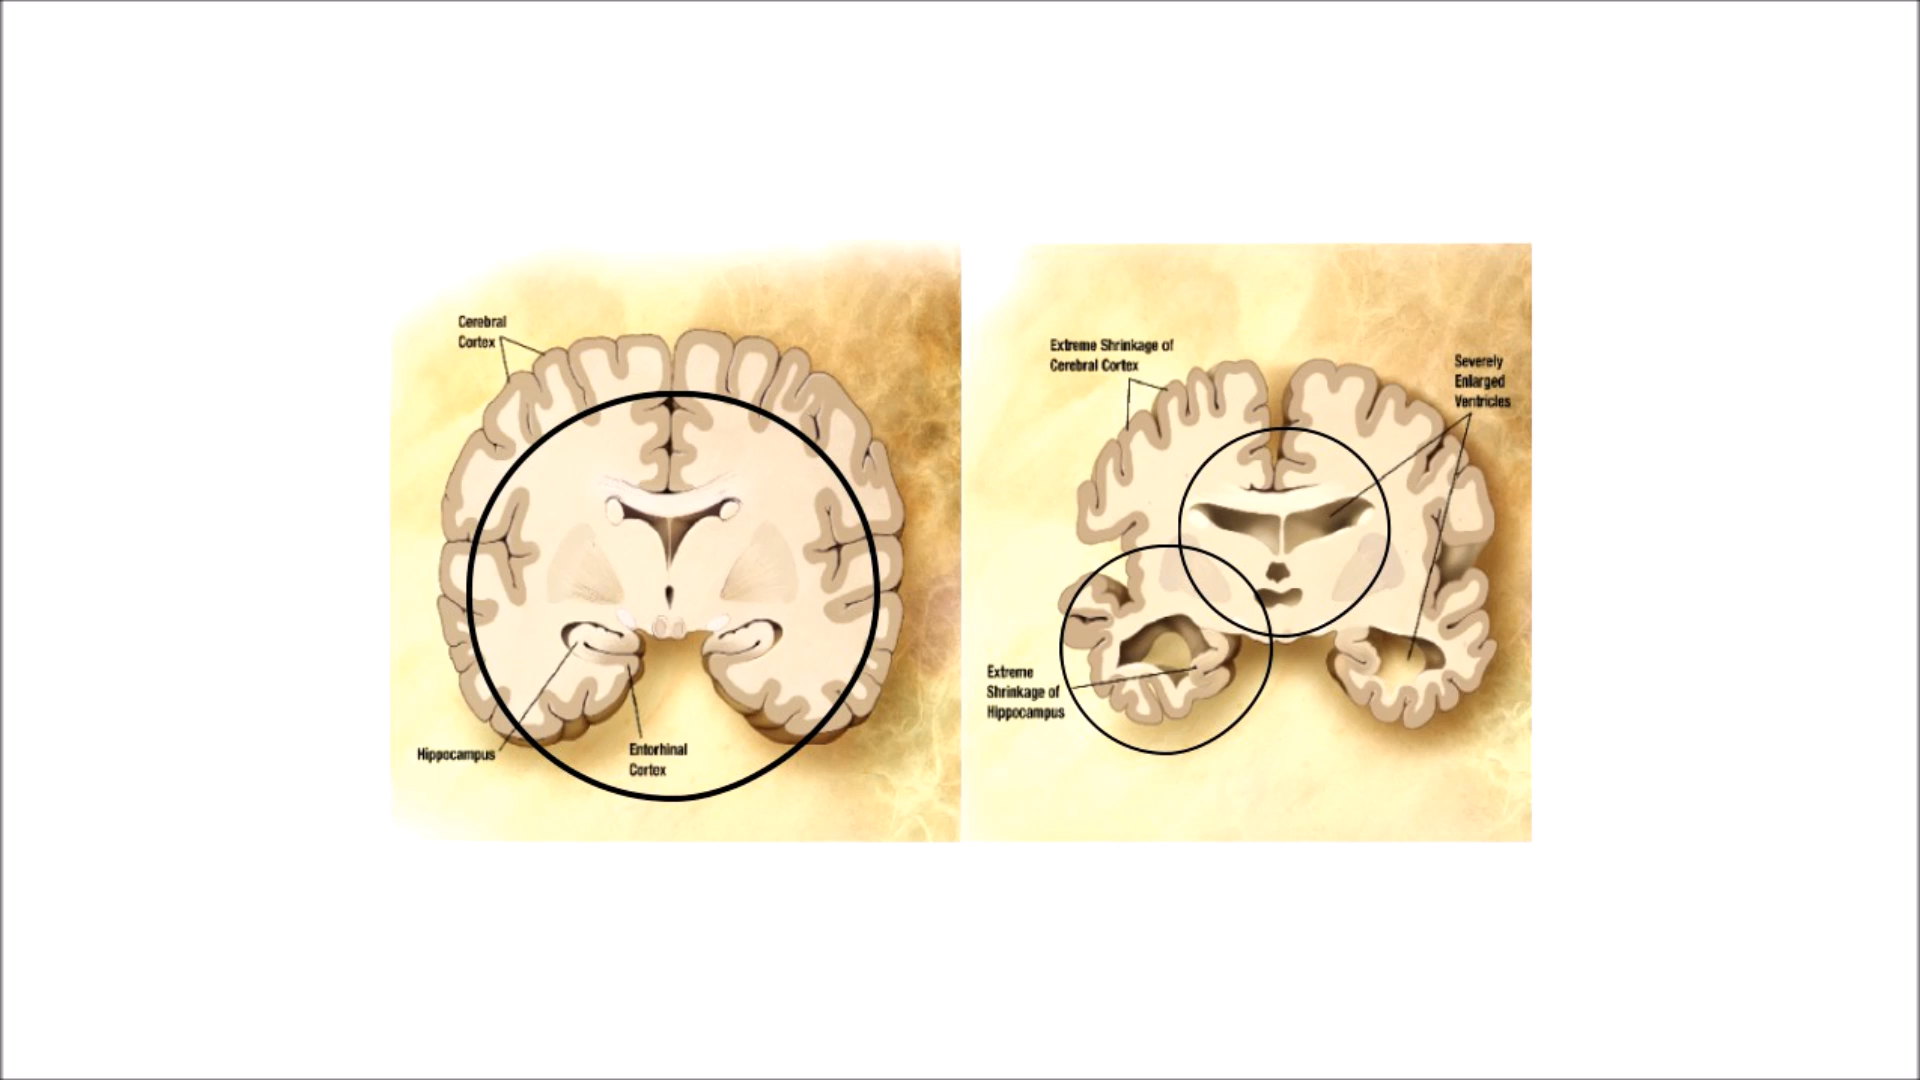 Cerebral
Cortex
Hippocampus
Entorhinal
Cortex
Extreme Shrinkage of
Cerebral Cortex
Severely
Enlarged
Ventricles
Extreme
Shrinkage of
Hippocampus